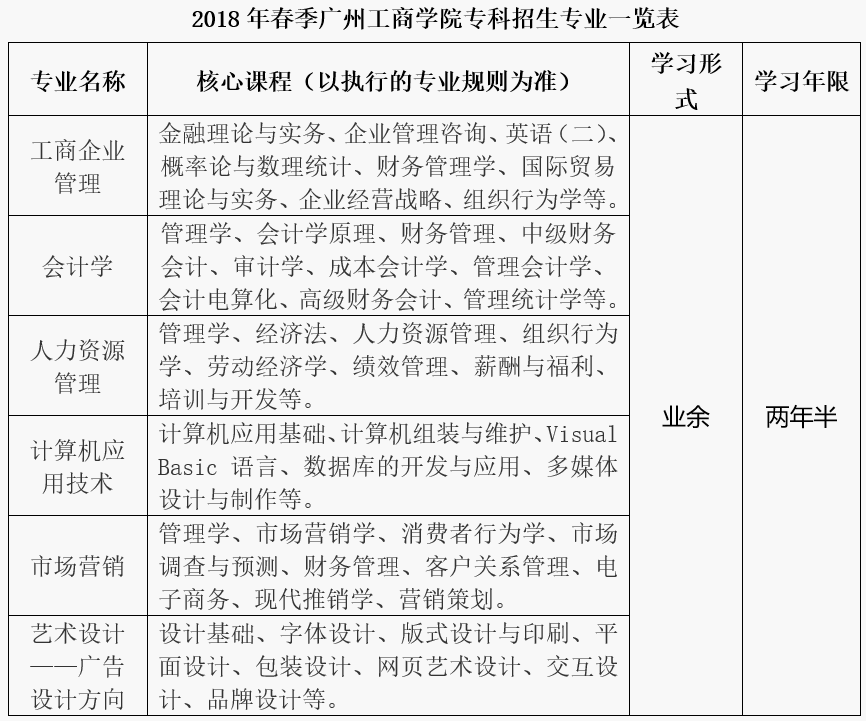 2018 年春季广州工商学院专科招生专业一览表
专业名称
核心课程（以执行的专业规则为准）
学习形
式
学习年限
工商企业
管理
金融理论与实务、企业管理咨询、英语（二）、
概率论与数理统计、财务管理学、国际贸易
理论与实务、企业经营战略、组织行为学等。
会计学
管理学、会计学原理、财务管理、中级财务
会计、审计学、成本会计学、管理会计学、
会计电算化、高级财务会计、管理统计学等。
人力资源
管理
管理学、经济法、人力资源管理、组织行为
学、劳动经济学、绩效管理、薪酬与福利、
培训与开发等。
业余
两年半
计算机应
用技术
计算机应用基础、计算机组装与维护、Visual
Basic 语言、数据库的开发与应用、多媒体
设计与制作等。
市场营销
管理学、市场营销学、消费者行为学、市场
调查与预测、财务管理、客户关系管理、电
子商务、现代推销学、营销策划。
艺术设计
——广告
设计方向
设计基础、字体设计、版式设计与印刷、平
面设计、包装设计、网页艺术设计、交互设
计、品牌设计等。